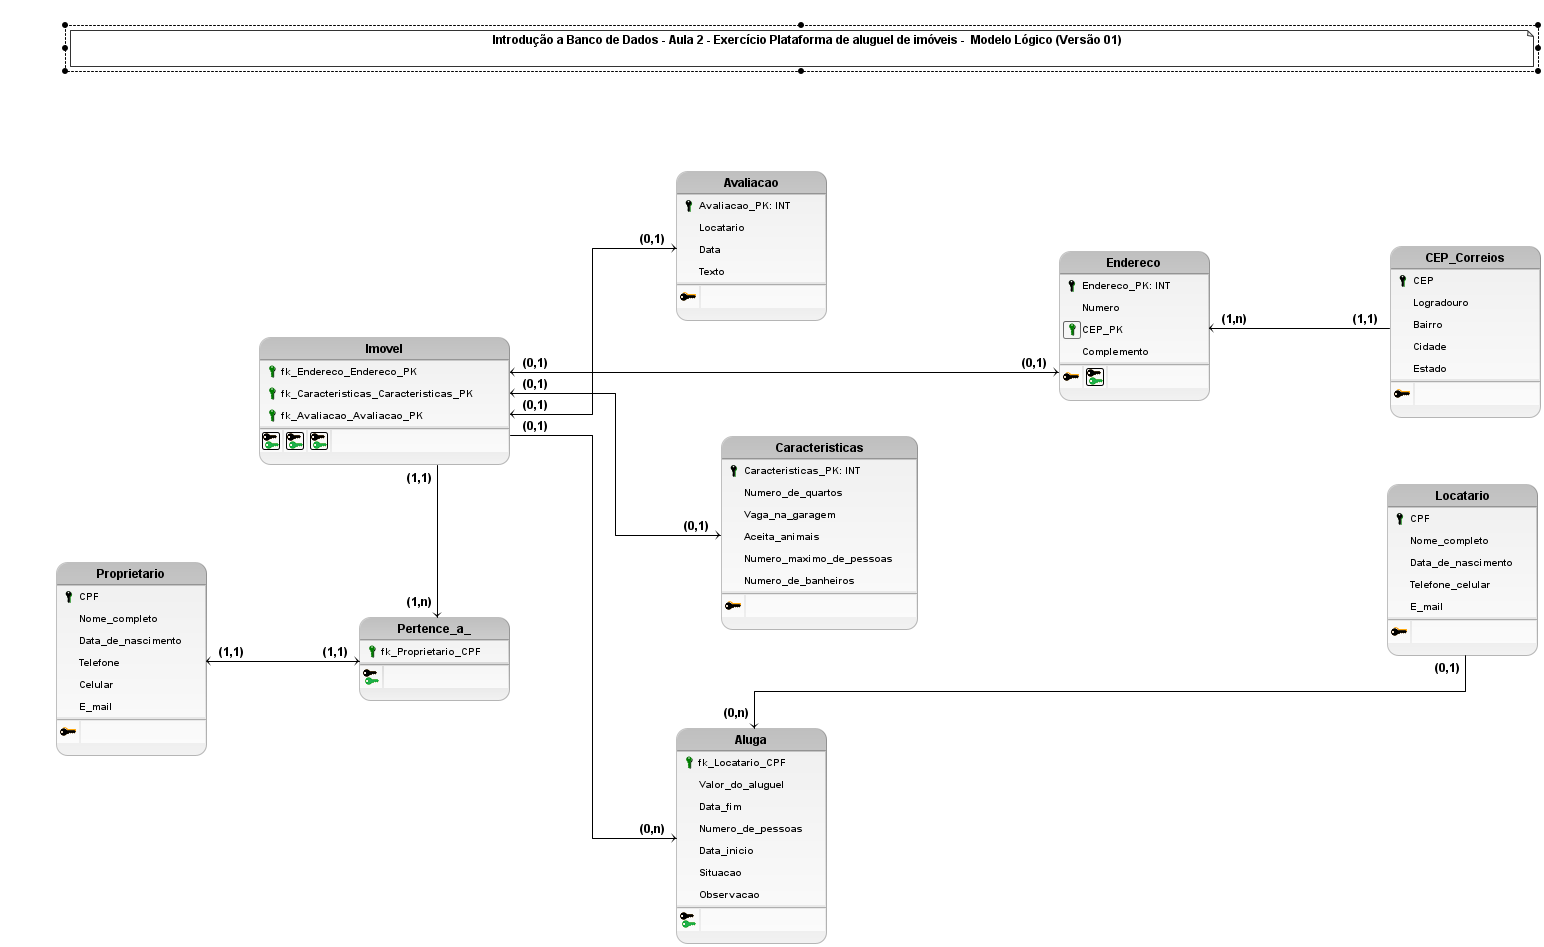 Introdução a Banco de Dados - Aula 2 - Exercício Plataforma de aluguel de imóveis -  Modelo Lógico (Versão 01)
Avaliacao
Avaliacao_PK: INT
Locatario
Data
Texto
(0,1)
Endereco
Endereco_PK: INT
Numero
CEP_PK
Complemento
(1,n)
(1,1)
CEP_Correios
CEP
Logradouro
Bairro
Cidade
Estado
Imovel
fk_Endereco_Endereco_PK
fk_Caracteristicas_Caracteristicas_PK
fk_Avaliacao_Avaliacao_PK
(0,1)
(0,1)
(0,1)
(0,1)
(0,1)
Caracteristicas
Caracteristicas_PK: INT
Numero_de_quartos
Vaga_na_garagem
Aceita_animais
Numero_maximo_de_pessoas
Numero_de_banheiros
(0,1)
(1,1)
(1,n)
Locatario
CPF
Nome_completo
Data_de_nascimento
Telefone_celular
E_mail
(0,1)
Proprietario
CPF
Nome_completo
Data_de_nascimento
Telefone
Celular
E_mail
(1,1)
(1,1)
Pertence_a_
fk_Proprietario_CPF
(0,n)
Aluga
fk_Locatario_CPF
Valor_do_aluguel
Data_fim
Numero_de_pessoas
Data_inicio
Situacao
Observacao
(0,n)